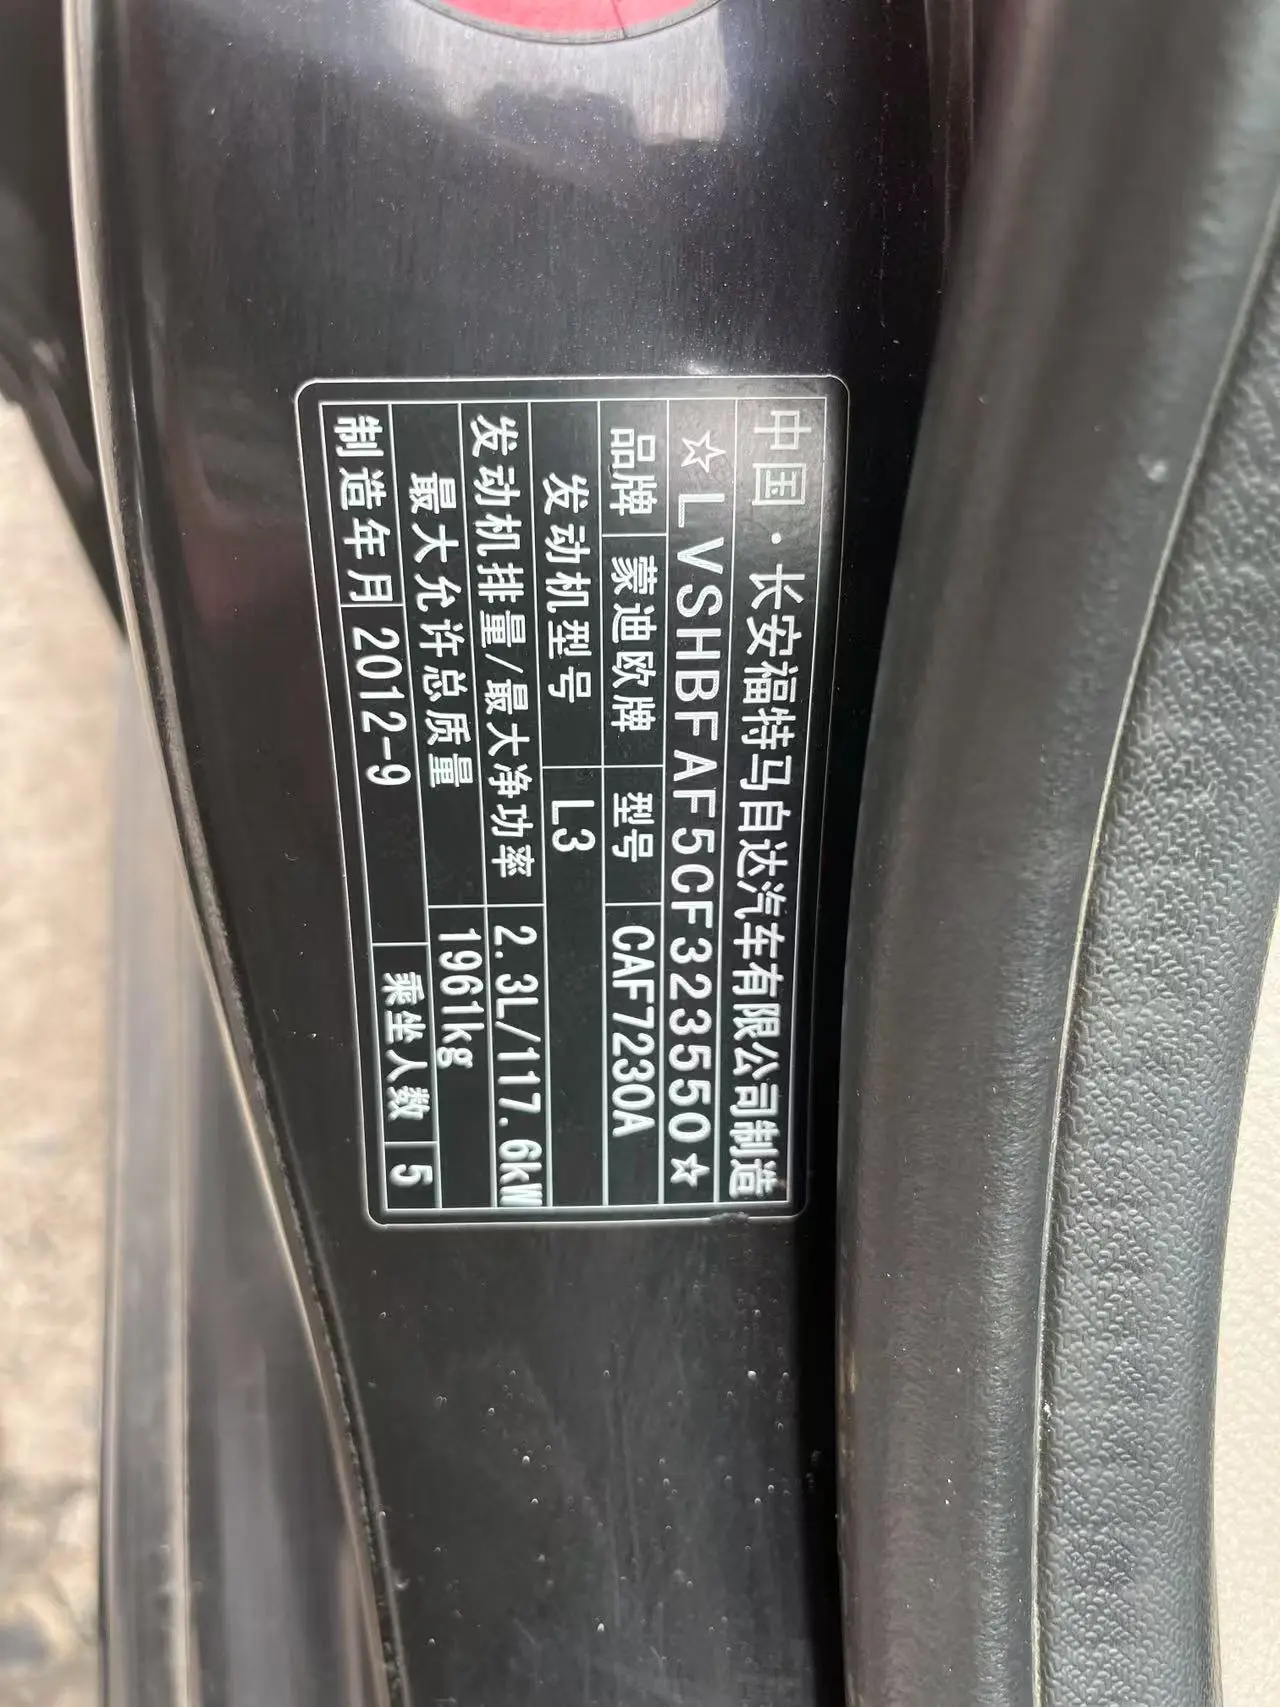 中国·长安福特马自达汽车有限公司制造
☆LVSHBFAF5CF323550☆
品牌 蒙迪欧牌 型号 CAF7230A
发动机型号 L3
发动机排量/最大净功率 2.3L/117.6kW
最大允许总质量 1961kg
制造年月 2012-9 乘坐人数 5